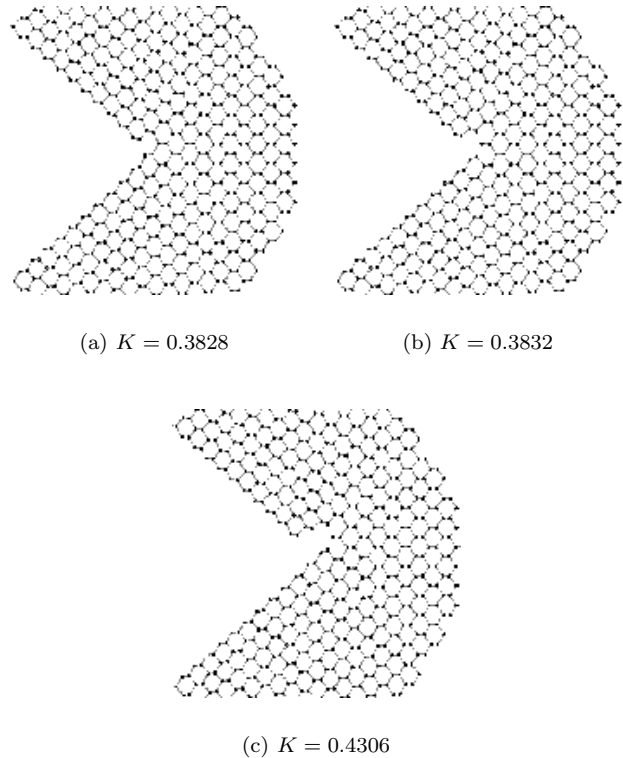 (a) K = 0.3828
(b) K = 0.3832
(c) K = 0.4306